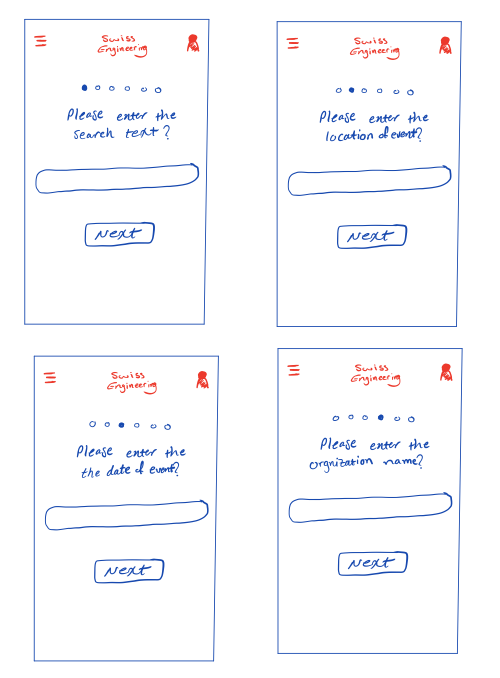 Swiss
Engineering
Please enter the
search text?
Next
Swiss
Engineering
Please enter the
location of event?
Next
Swiss
Engineering
Please enter the
the date of event?
Next
Swiss
Engineering
Please enter the
orgnization name?
Next